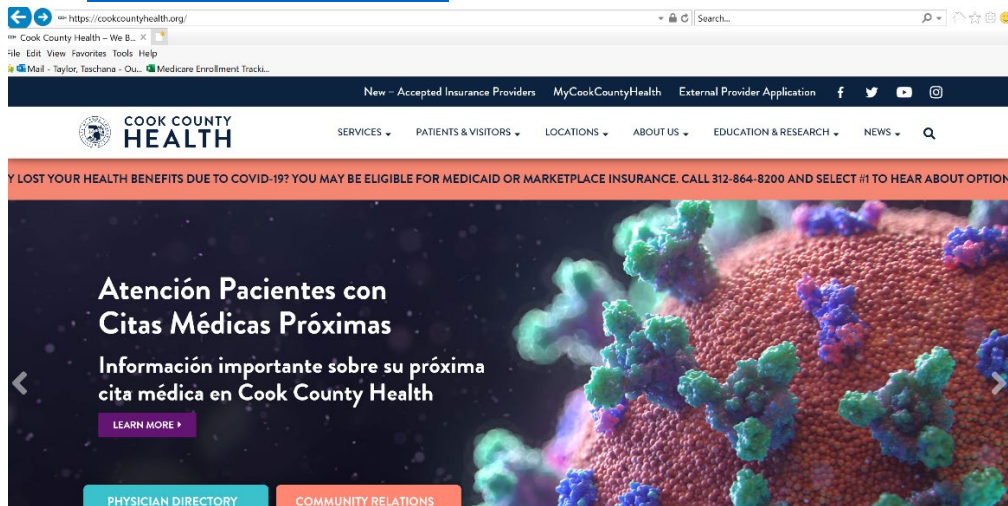 https://cookcountyhealth.org/
Search...
Cook County Health – We B...
File Edit View Favorites Tools Help
Mail - Taylor, Taschana - Ou... Medicare Enrollment Tracki...
New – Accepted Insurance Providers MyCookCountyHealth External Provider Application
COOK COUNTY
HEALTH
SERVICES PATIENTS & VISITORS LOCATIONS ABOUT US EDUCATION & RESEARCH NEWS
Y LOST YOUR HEALTH BENEFITS DUE TO COVID-19? YOU MAY BE ELIGIBLE FOR MEDICAID OR MARKETPLACE INSURANCE. CALL 312-864-8200 AND SELECT #1 TO HEAR ABOUT OPTION
Atención Pacientes con
Citas Médicas Próximas
Información importante sobre su próxima
cita médica en Cook County Health
LEARN MORE
PHYSICIAN DIRECTORY
COMMUNITY RELATIONS